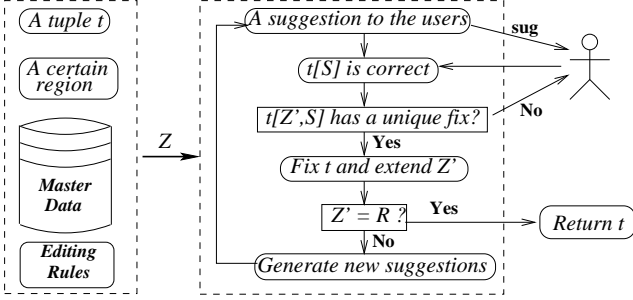 A tuple t
A certain
region
Master
Data
Editing
Rules
Z
A suggestion to the users
sug
t[S] is correct
t[Z',S] has a unique fix?
No
Yes
Fix t and extend Z'
Z' = R ?
Yes
Return t
No
Generate new suggestions